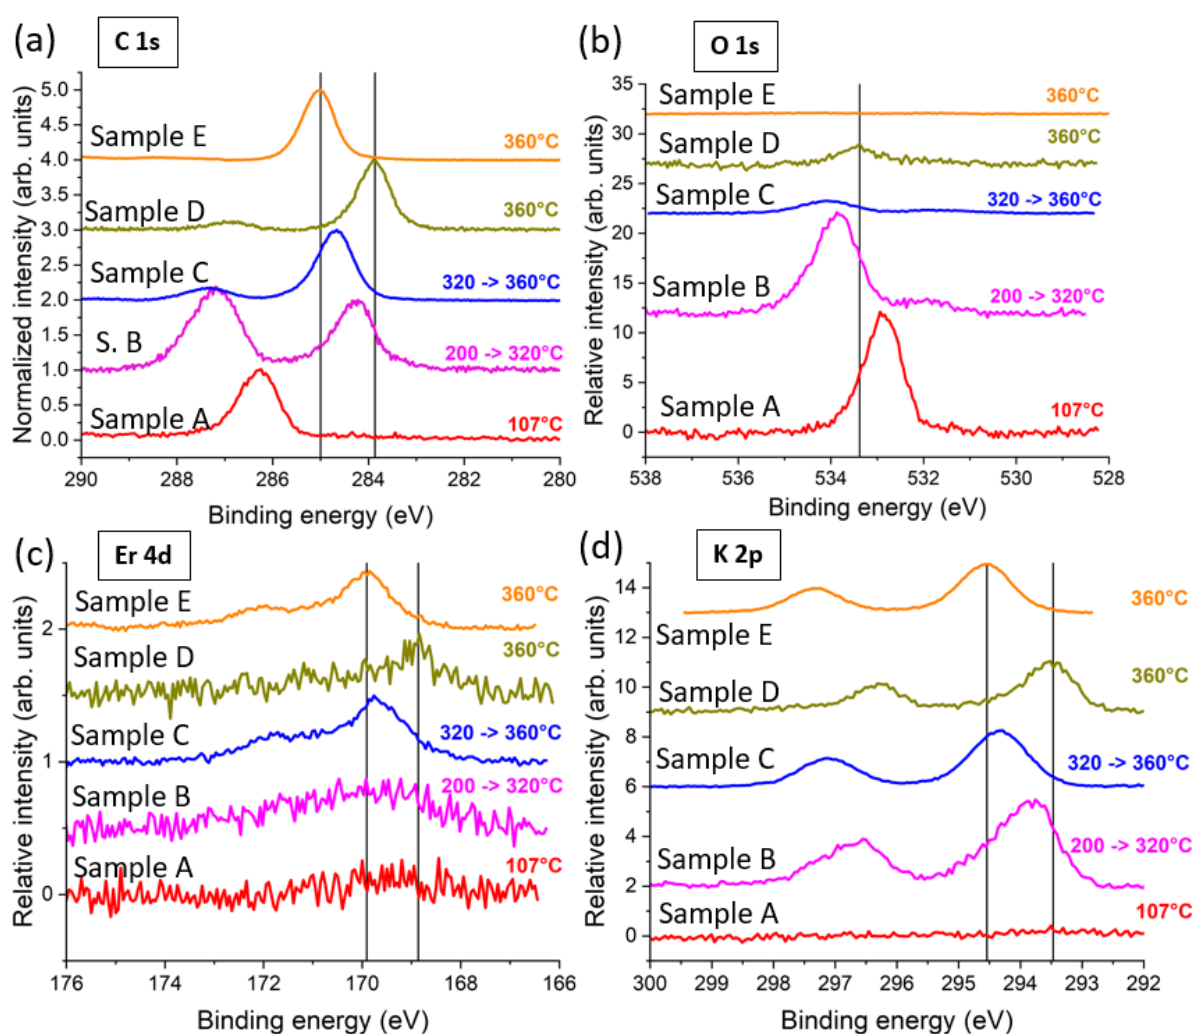 (a)
C 1s
Normalized intensity (arb. units)
5.0
4.5
4.0
3.5
3.0
2.5
2.0
1.5
1.0
0.5
0.0
Sample E
360°C
Sample D
360°C
Sample C
320 -> 360°C
S. B
200 -> 320°C
Sample A
107°C
290
288
286
284
282
280
Binding energy (eV)
(b)
O 1s
Relative intensity (arb. units)
35
30
25
20
15
10
5
0
Sample E
360°C
Sample D
360°C
Sample C
320 -> 360°C
Sample B
200 -> 320°C
Sample A
107°C
538
536
534
532
530
528
Binding energy (eV)
(c)
Er 4d
Relative intensity (arb. units)
2
1
0
Sample E
360°C
Sample D
360°C
Sample C
320 -> 360°C
Sample B
200 -> 320°C
Sample A
107°C
176
174
172
170
168
166
Binding energy (eV)
(d)
K 2p
Relative intensity (arb. units)
14
12
10
8
6
4
2
0
360°C
Sample E
360°C
Sample D
Sample C
320 -> 360°C
Sample B
200 -> 320°C
Sample A
107°C
300
299
298
297
296
295
294
293
292
Binding energy (eV)